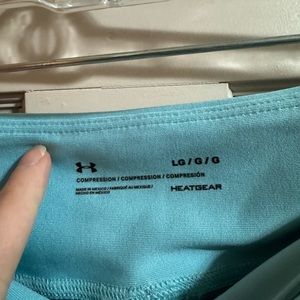 LG / G / G
COMPRESSION / COMPRESSION / COMPRESIÓN
MADE IN MEXICO / FABRIQUÉ AU MEXIQUE /
HECHO EN MÉXICO
HEATGEAR